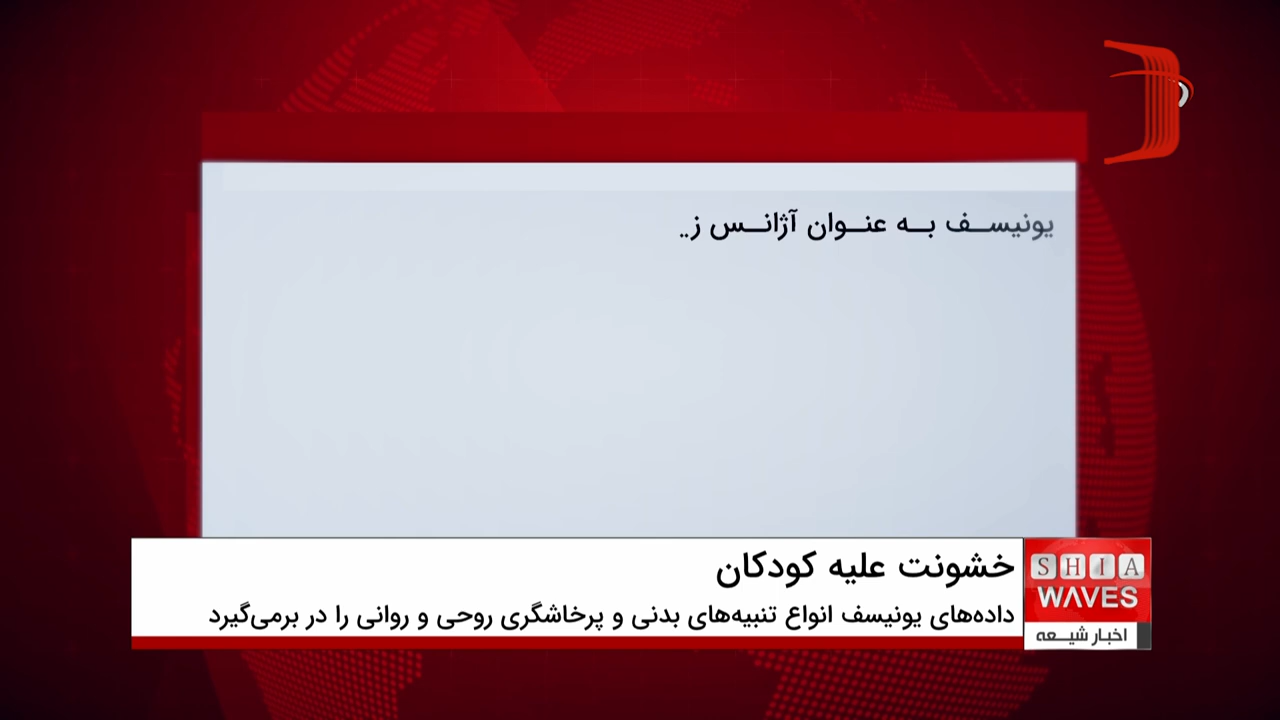 یونیسف به عنوان آژانس ز..
خشونت علیه کودکان
داده‌های یونیسف انواع تنبیه‌های بدنی و پرخاشگری روحی و روانی را در برمی‌گیرد
SHIA
WAVES
اخبار شیعه